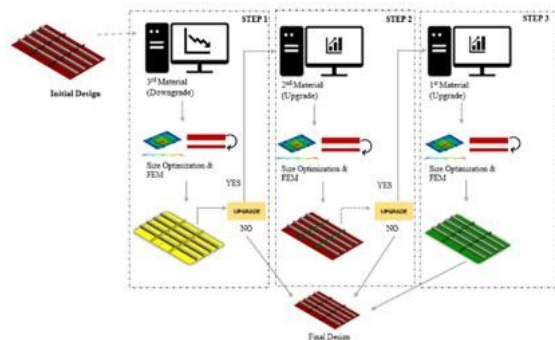 STEP 1
STEP 2
STEP 3
Initial Design
3rd Material
(Downgrade)
2nd Material
(Upgrade)
1st Material
(Upgrade)
Size Optimization &
FEM
Size Optimization &
FEM
Size Optimization &
FEM
YES
UPGRADE
NO
YES
UPGRADE
NO
Final Design